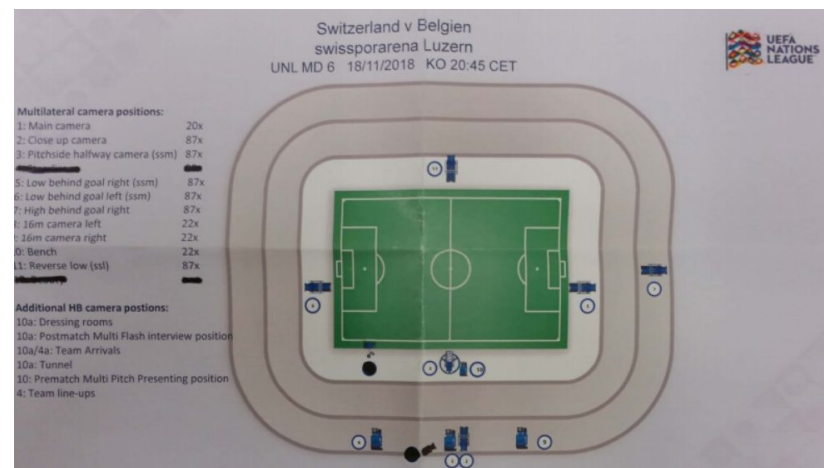 Switzerland v Belgien
swissporarena Luzern
UNL MD 6 18/11/2018 KO 20:45 CET
UEFA
NATIONS
LEAGUE
Multilateral camera positions:
1: Main camera 20x
2: Close up camera 87x
3: Pitchside halfway camera (ssm) 87x
5: Low behind goal right (ssm) 87x
6: Low behind goal left (ssm) 87x
7: High behind goal right 87x
: 16m camera left 22x
: 16m camera right 22x
10: Bench 22x
11: Reverse low (ssl) 87x
Additional HB camera postions:
10a: Dressing rooms
10a: Postmatch Multi Flash interview position
10a/4a: Team Arrivals
10a: Tunnel
10: Prematch Multi Pitch Presenting position
4: Team line-ups